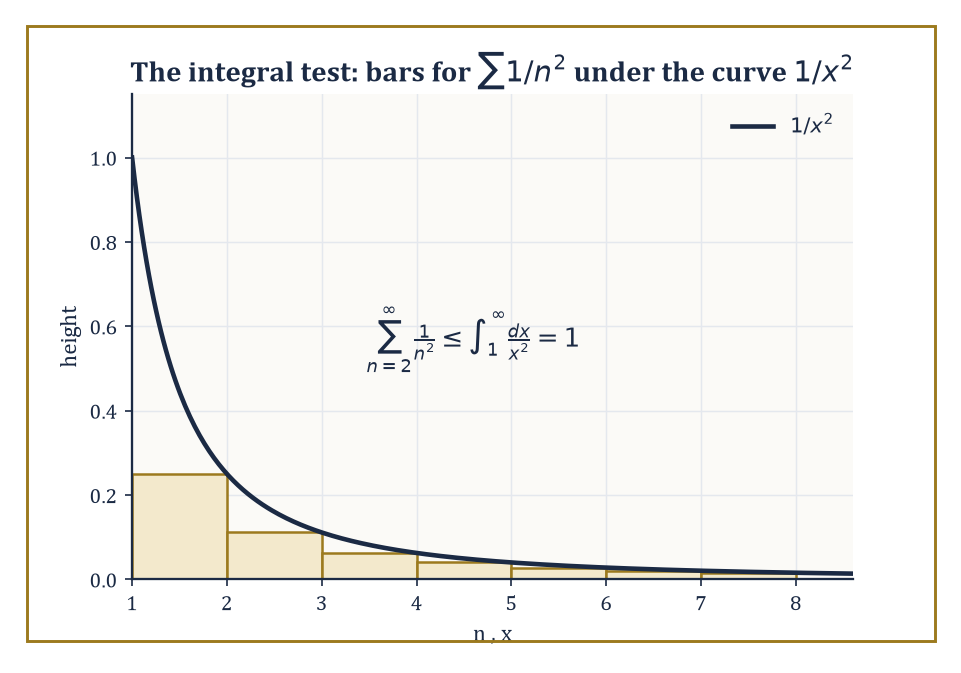 The integral test: bars for ∑1/n² under the curve 1/x²
1/x²
1.0
0.8
0.6
0.4
0.2
0.0
height
∑_{n=2}^{∞} 1/n² ≤ ∫_1^∞ dx/x² = 1
1 2 3 4 5 6 7 8
n , x